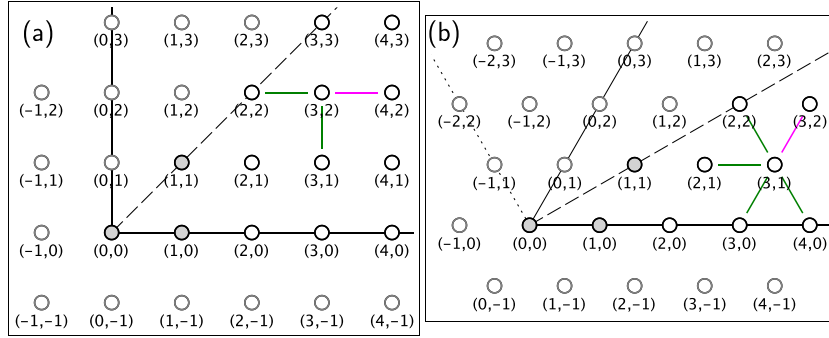 (a)
(0,3) (1,3) (2,3) (3,3) (4,3)
(-1,2) (0,2) (1,2) (2,2) (3,2) (4,2)
(-1,1) (0,1) (1,1) (2,1) (3,1) (4,1)
(-1,0) (0,0) (1,0) (2,0) (3,0) (4,0)
(-1,-1) (0,-1) (1,-1) (2,-1) (3,-1) (4,-1)
(b)
(-2,3) (-1,3) (0,3) (1,3) (2,3)
(-2,2) (-1,2) (0,2) (1,2) (2,2) (3,2)
(-1,1) (0,1) (1,1) (2,1) (3,1)
(-1,0) (0,0) (1,0) (2,0) (3,0) (4,0)
(0,-1) (1,-1) (2,-1) (3,-1) (4,-1)